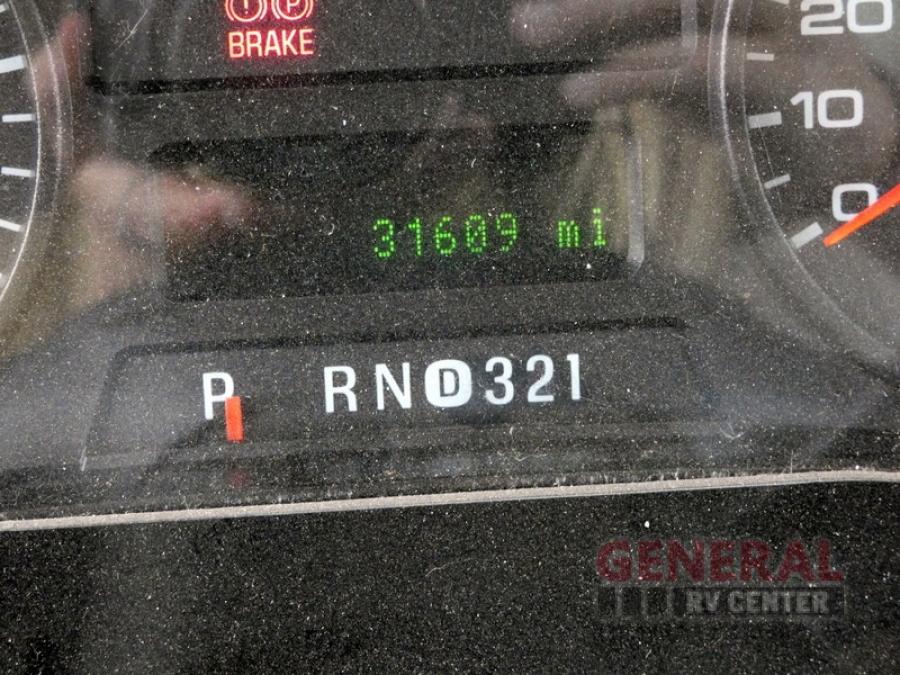 ! P
BRAKE
20
10
0
31609 mi
P RND321
GENERAL
RV CENTER